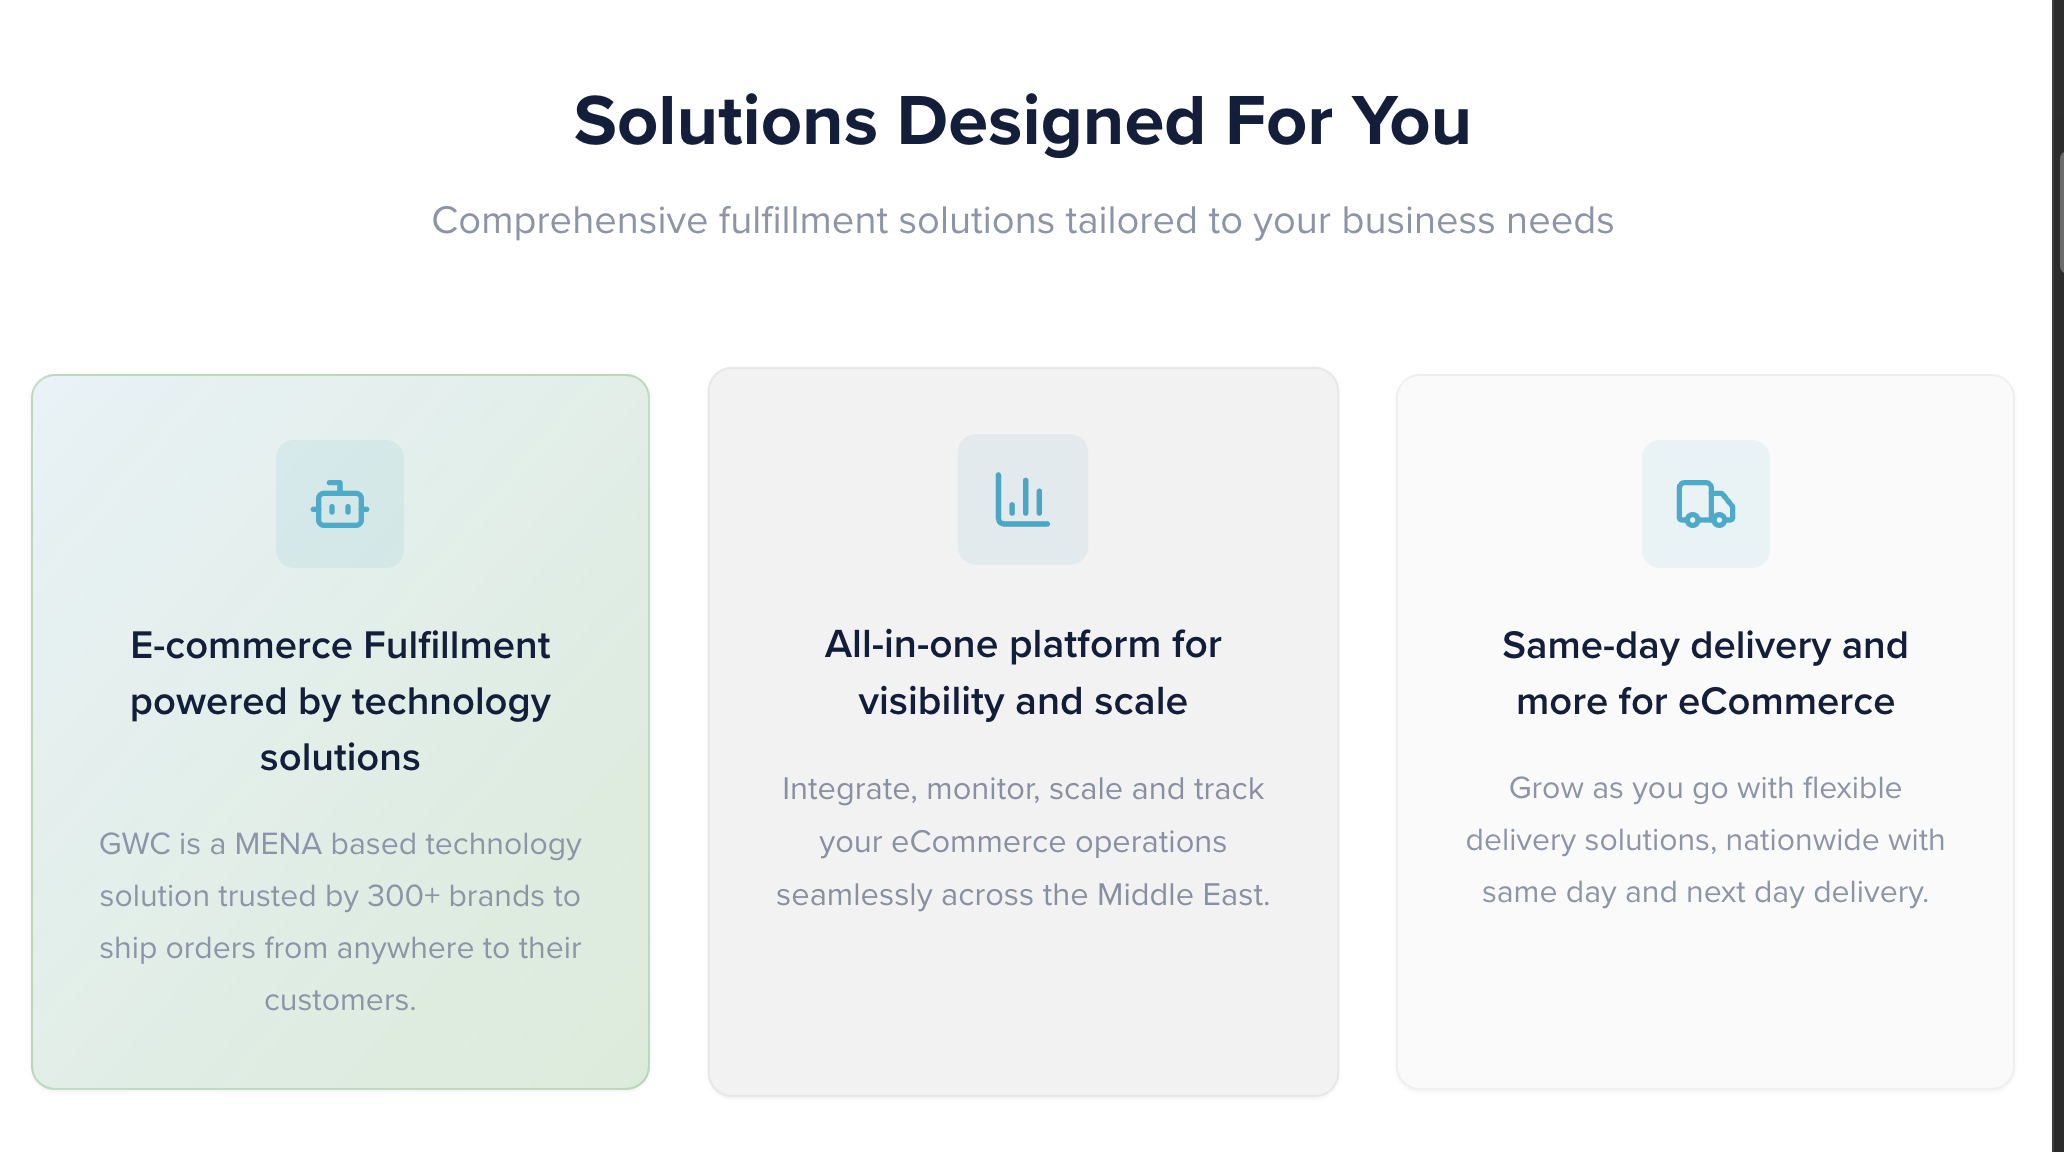 Solutions Designed For You
Comprehensive fulfillment solutions tailored to your business needs
E-commerce Fulfillment
powered by technology
solutions
GWC is a MENA based technology
solution trusted by 300+ brands to
ship orders from anywhere to their
customers.
All-in-one platform for
visibility and scale
Integrate, monitor, scale and track
your eCommerce operations
seamlessly across the Middle East.
Same-day delivery and
more for eCommerce
Grow as you go with flexible
delivery solutions, nationwide with
same day and next day delivery.